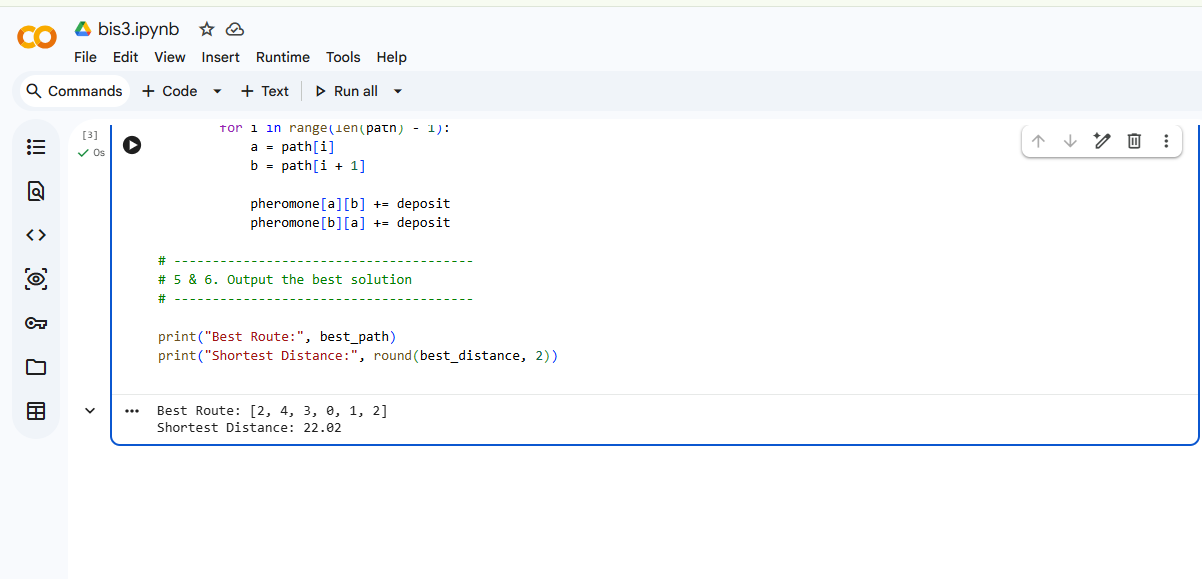 bis3.ipynb
File Edit View Insert Runtime Tools Help
Commands + Code + Text Run all
[3]
0s
for i in range(len(path) - 1):
a = path[i]
b = path[i + 1]
pheromone[a][b] += deposit
pheromone[b][a] += deposit
# ---------------------------------------
# 5 & 6. Output the best solution
# ---------------------------------------
print("Best Route:", best_path)
print("Shortest Distance:", round(best_distance, 2))
Best Route: [2, 4, 3, 0, 1, 2]
Shortest Distance: 22.02